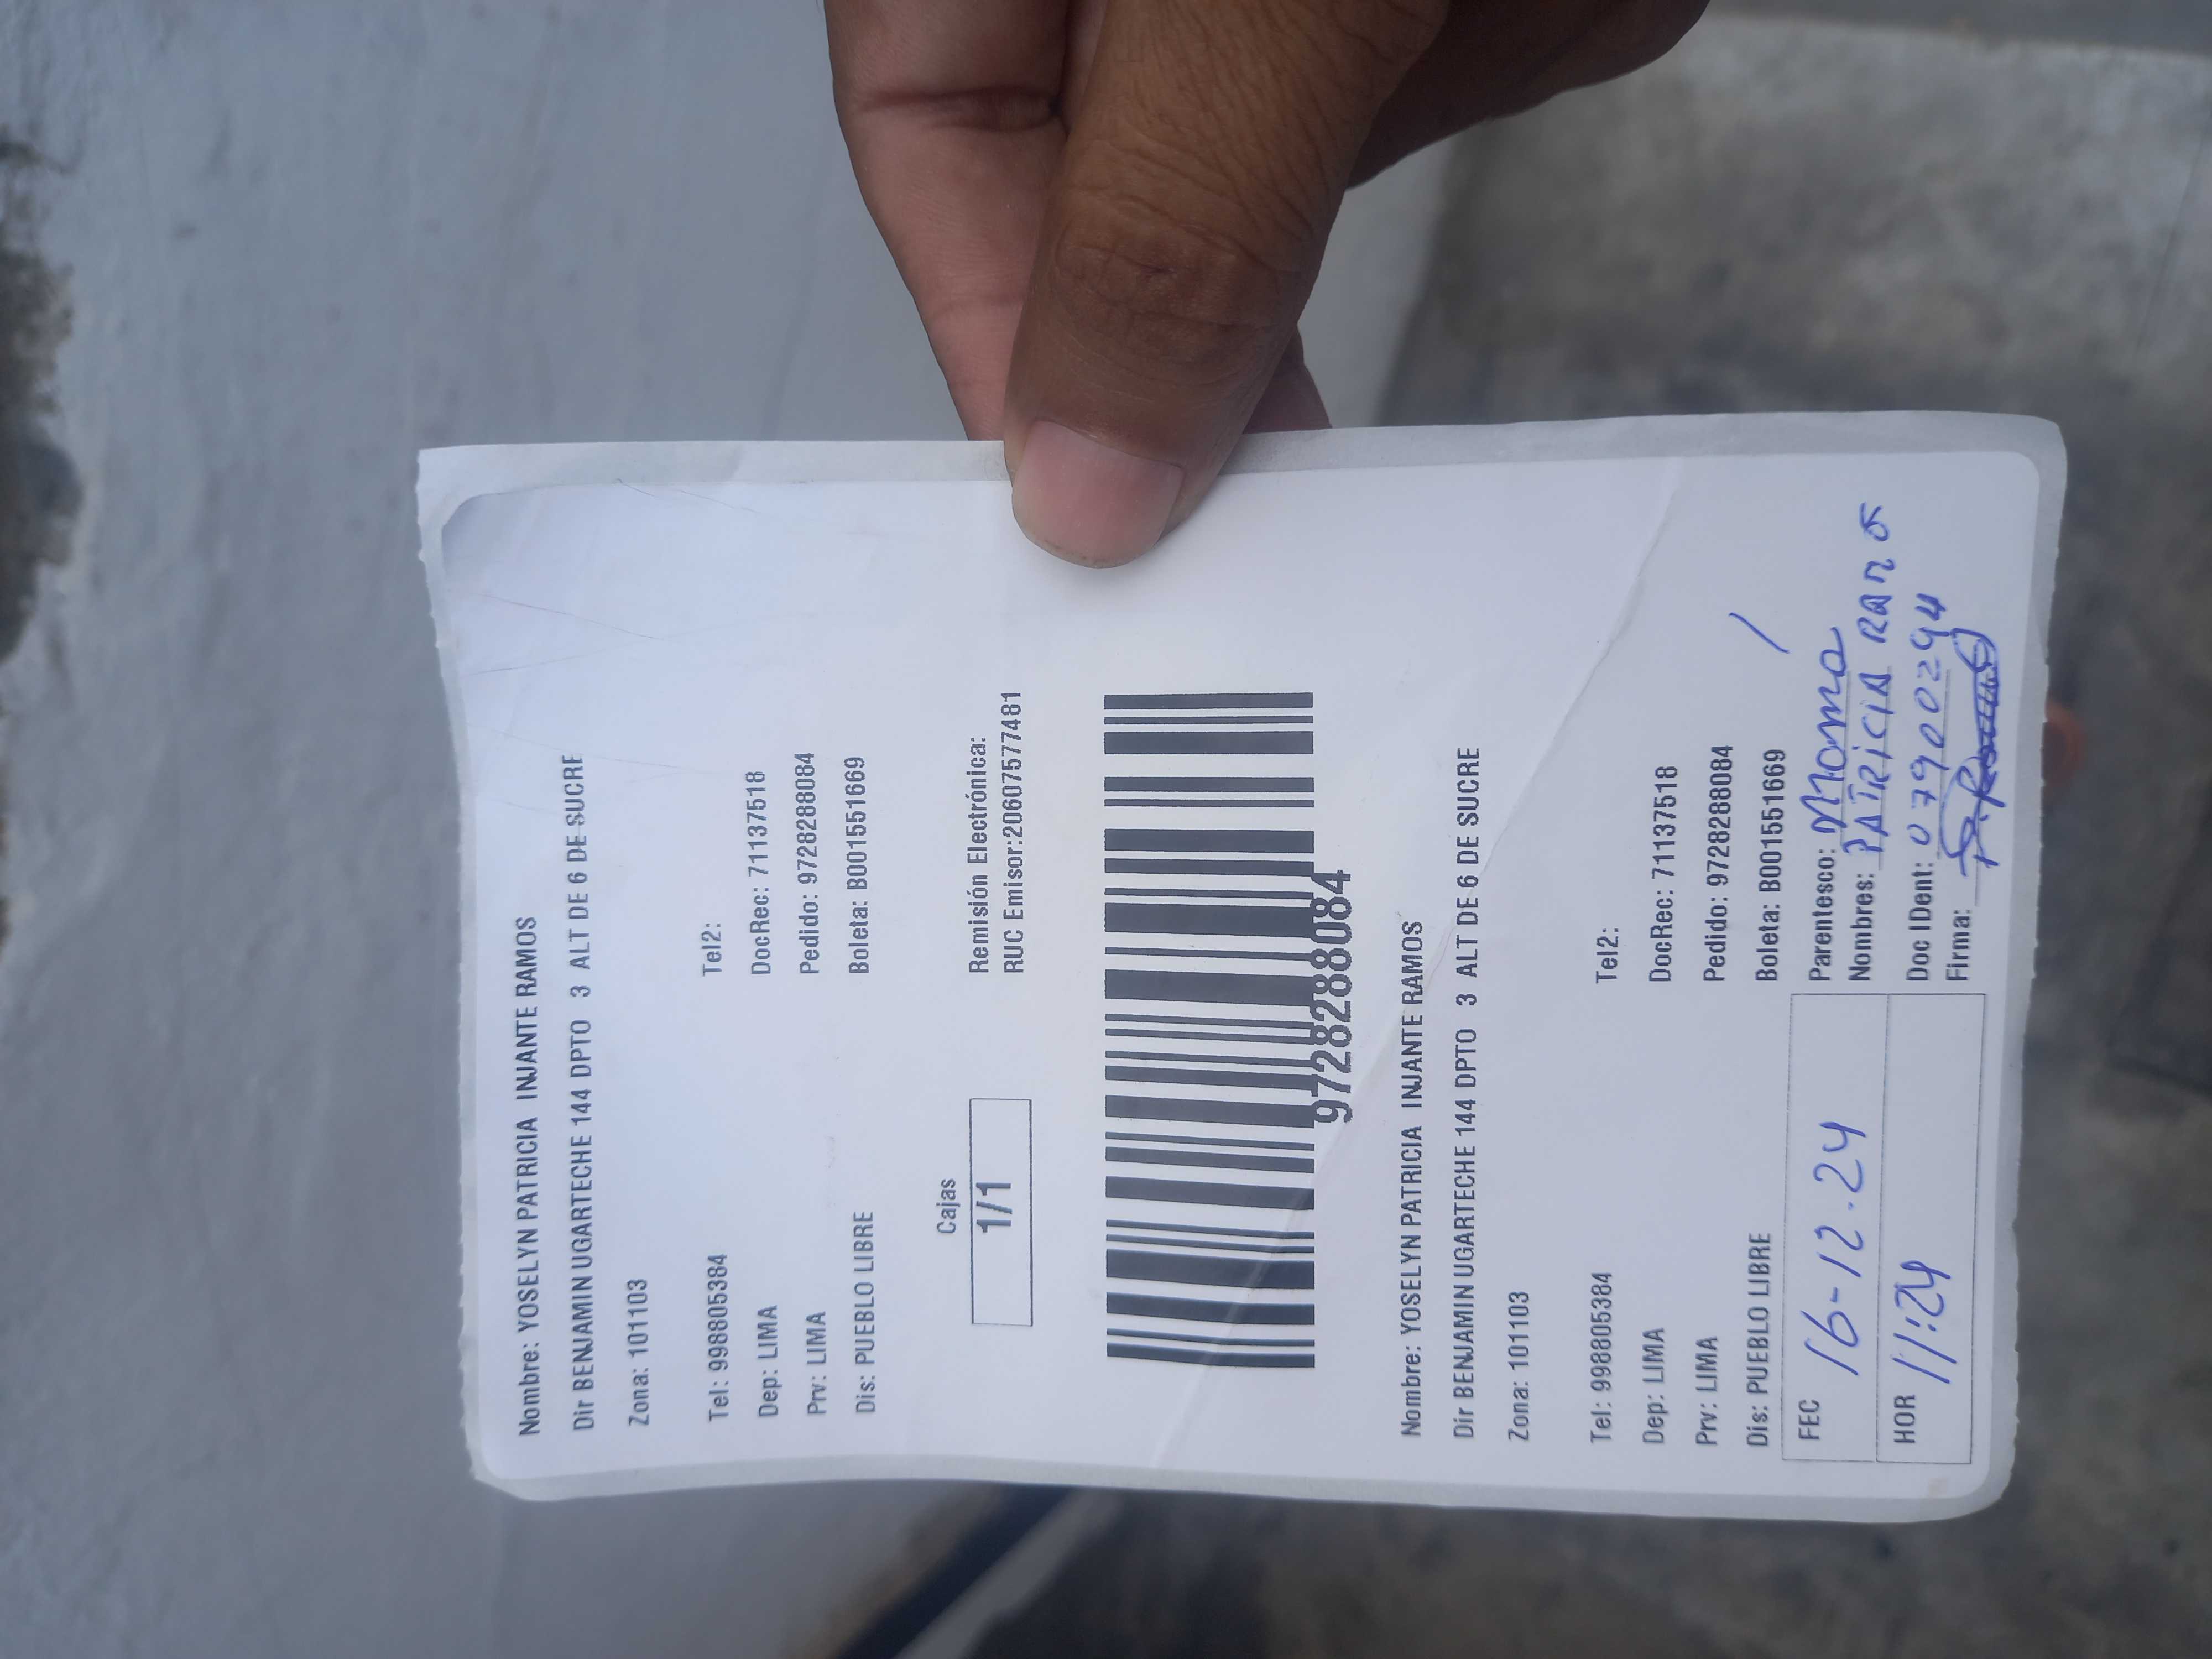 Nombre: YOSELYN PATRICIA INJANTE RAMOS
Dir BENJAMIN UGARTECHE 144 DPTO 3 ALT DE 6 DE SUCRE
Zona: 101103
Tel: 998805384 Tel2:
Dep: LIMA DocRec: 71137518
Prv: LIMA Pedido: 9728288084
Dis: PUEBLO LIBRE Boleta: B001551669
Cajas Remisión Electrónica:
1/1 RUC Emisor:20607577481
9728288084
Nombre: YOSELYN PATRICIA INJANTE RAMOS
Dir BENJAMIN UGARTECHE 144 DPTO 3 ALT DE 6 DE SUCRE
Zona: 101103
Tel: 998805384 Tel2:
Dep: LIMA DocRec: 71137518
Prv: LIMA Pedido: 9728288084
Dis: PUEBLO LIBRE Boleta: B001551669
FEC 16-12-24 Parentesco: Mama
Nombres: PATRICIA Ramos
HOR 11:24 Doc IDent: 07900294
Firma: